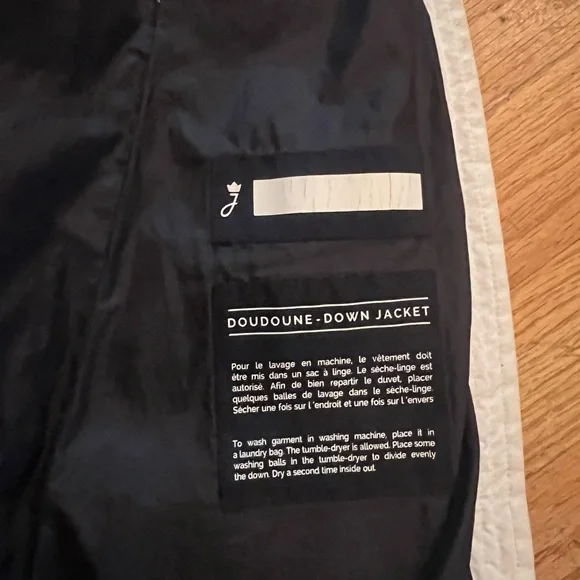 J
DOUDOUNE - DOWN JACKET
Pour le lavage en machine, le vêtement doit
être mis dans un sac à linge. Le sèche-linge est
autorisé. Afin de bien repartir le duvet, placer
quelques balles de lavage dans le sèche-linge.
Sécher une fois sur l'endroit et une fois sur l'envers
To wash garment in washing machine, place it in
a laundry bag. The tumble-dryer is allowed. Place some
washing balls in the tumble-dryer to divide evenly
the down. Dry a second time inside out.